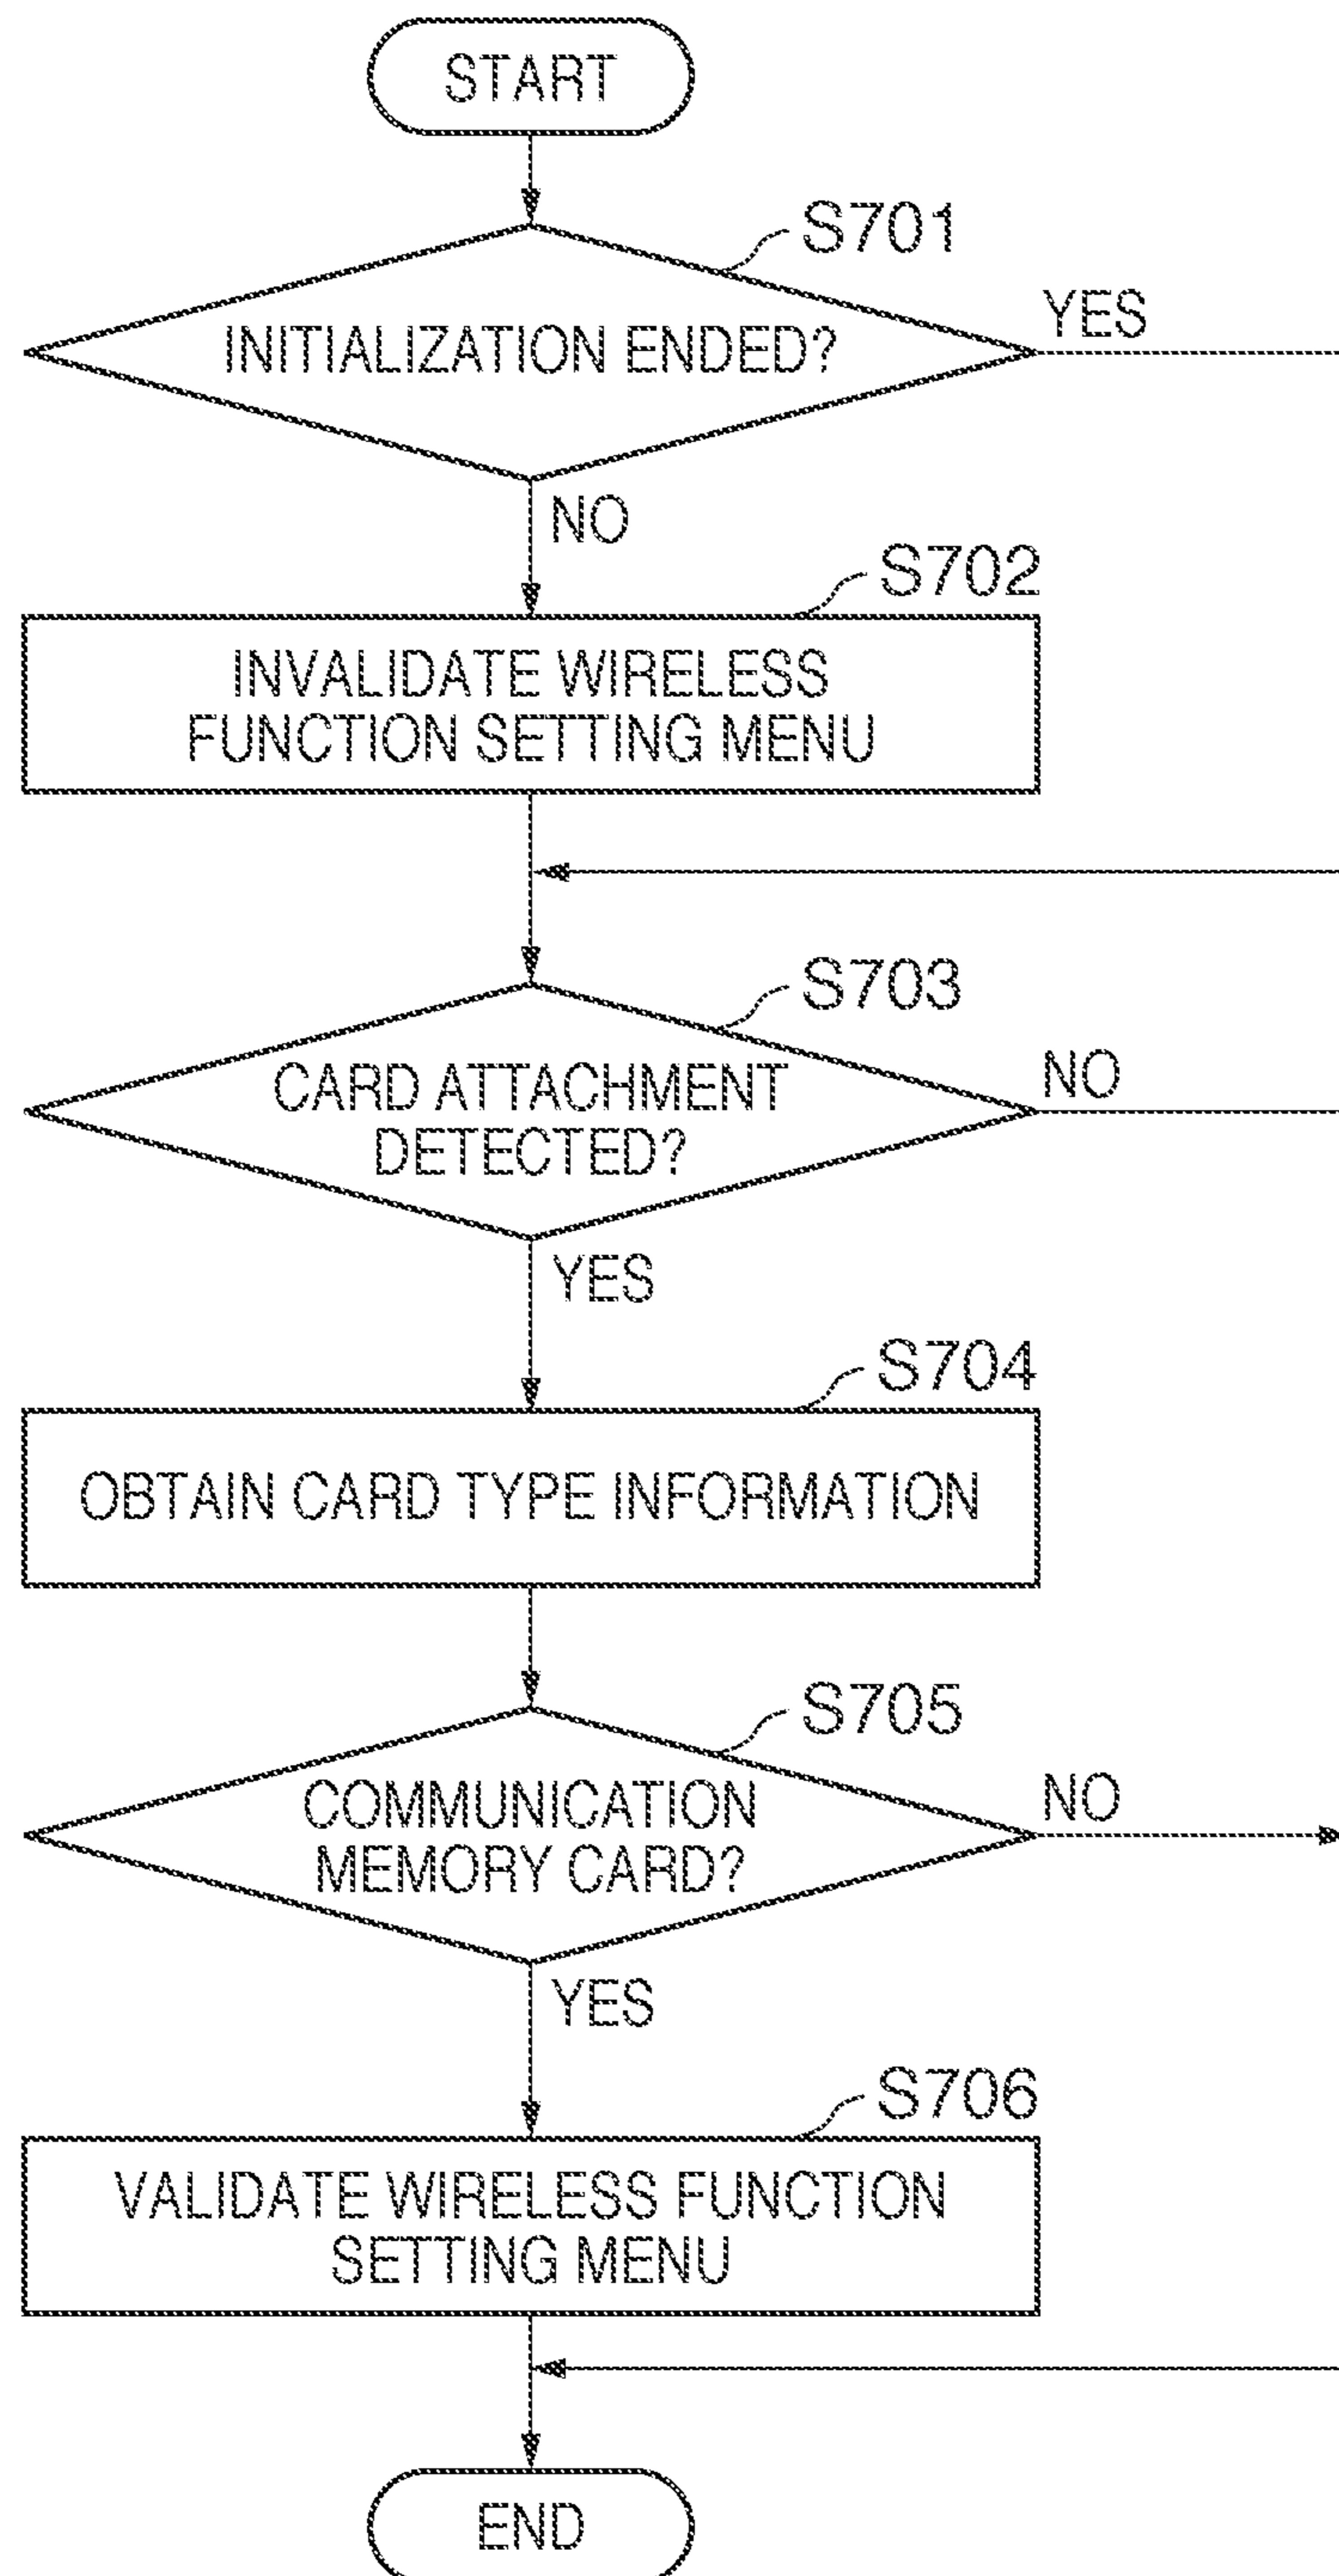 START
S701
INITIALIZATION ENDED?
YES
NO
S702
INVALIDATE WIRELESS
FUNCTION SETTING MENU
S703
CARD ATTACHMENT
DETECTED?
NO
YES
S704
OBTAIN CARD TYPE INFORMATION
S705
COMMUNICATION
MEMORY CARD?
NO
YES
S706
VALIDATE WIRELESS FUNCTION
SETTING MENU
END